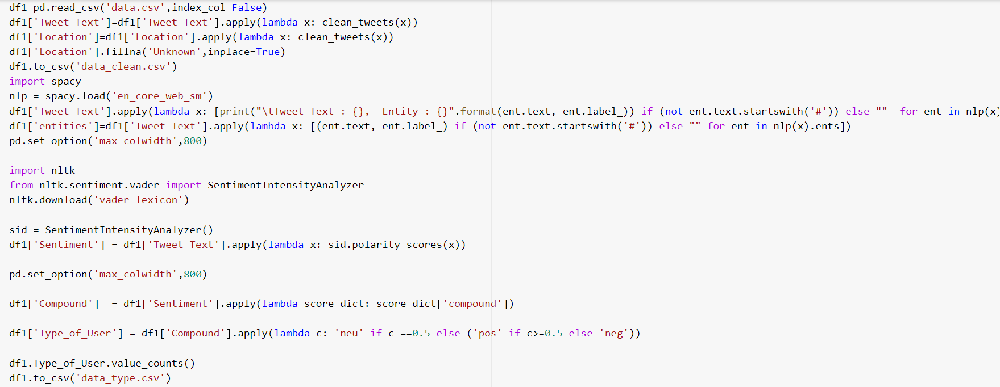 df1=pd.read_csv('data.csv',index_col=False)
df1['Tweet Text']=df1['Tweet Text'].apply(lambda x: clean_tweets(x))
df1['Location']=df1['Location'].apply(lambda x: clean_tweets(x))
df1['Location'].fillna('Unknown',inplace=True)
df1.to_csv('data_clean.csv')
import spacy
nlp = spacy.load('en_core_web_sm')
df1['Tweet Text'].apply(lambda x: [print("\tTweet Text : {},  Entity : {}".format(ent.text, ent.label_)) if (not ent.text.startswith('#')) else ""  for ent in nlp(x)
df1['entities']=df1['Tweet Text'].apply(lambda x: [(ent.text, ent.label_) if (not ent.text.startswith('#')) else "" for ent in nlp(x).ents])
pd.set_option('max_colwidth',800)
import nltk
from nltk.sentiment.vader import SentimentIntensityAnalyzer
nltk.download('vader_lexicon')
sid = SentimentIntensityAnalyzer()
df1['Sentiment'] = df1['Tweet Text'].apply(lambda x: sid.polarity_scores(x))
pd.set_option('max_colwidth',800)
df1['Compound']  = df1['Sentiment'].apply(lambda score_dict: score_dict['compound'])
df1['Type_of_User'] = df1['Compound'].apply(lambda c: 'neu' if c ==0.5 else ('pos' if c>=0.5 else 'neg'))
df1.Type_of_User.value_counts()
df1.to_csv('data_type.csv')